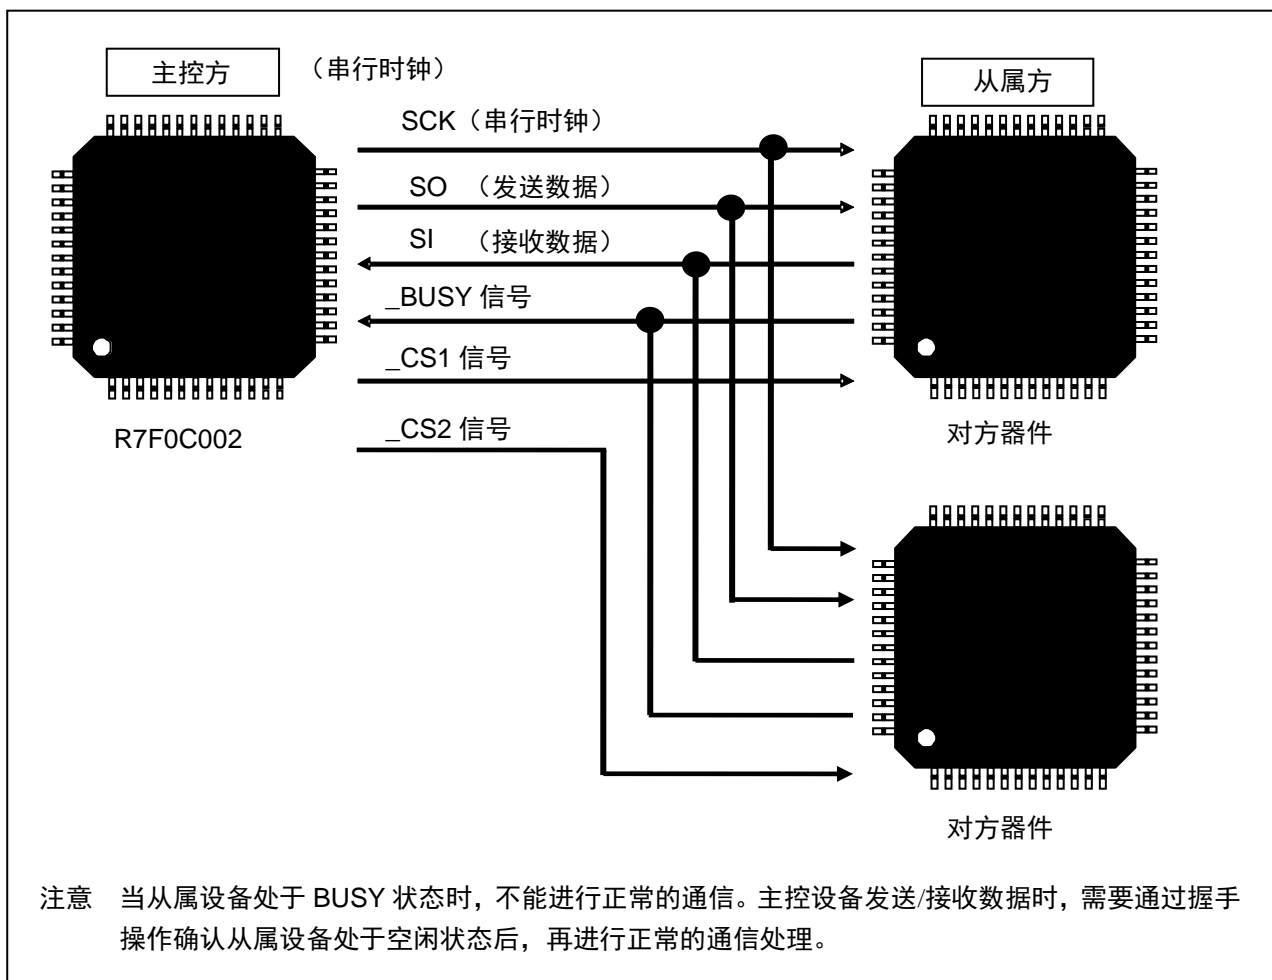 主控方
（串行时钟）
从属方
SCK（串行时钟）
SO （发送数据）
SI （接收数据）
_BUSY 信号
_CS1 信号
_CS2 信号
R7F0C002
对方器件
对方器件
注意 当从属设备处于 BUSY 状态时，不能进行正常的通信。主控设备发送/接收数据时，需要通过握手
操作确认从属设备处于空闲状态后，再进行正常的通信处理。